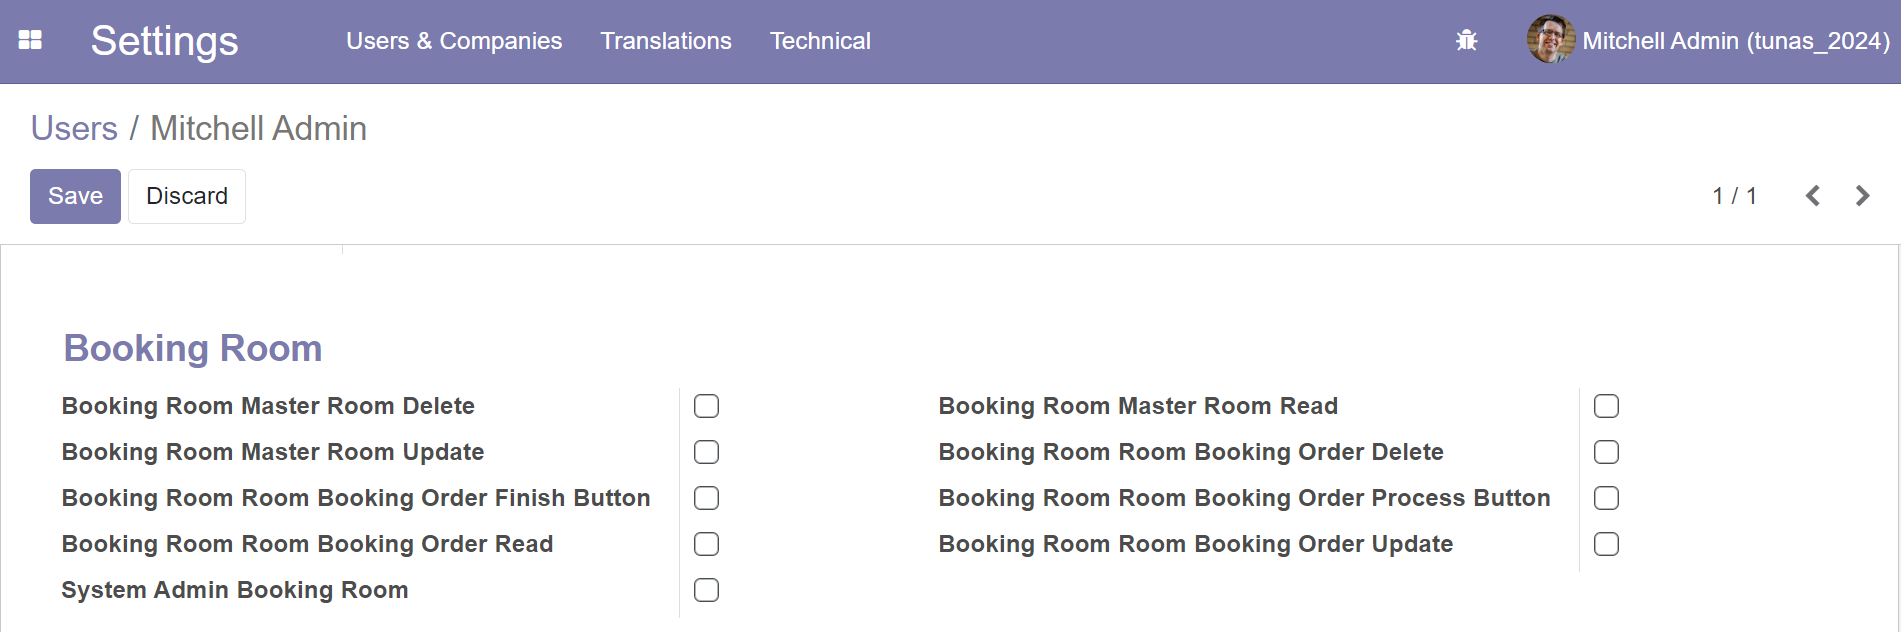 Settings Users & Companies Translations Technical Mitchell Admin (tunas_2024)
Users / Mitchell Admin
Save Discard 1 / 1
Booking Room
Booking Room Master Room Delete Booking Room Master Room Read
Booking Room Master Room Update Booking Room Room Booking Order Delete
Booking Room Room Booking Order Finish Button Booking Room Room Booking Order Process Button
Booking Room Room Booking Order Read Booking Room Room Booking Order Update
System Admin Booking Room